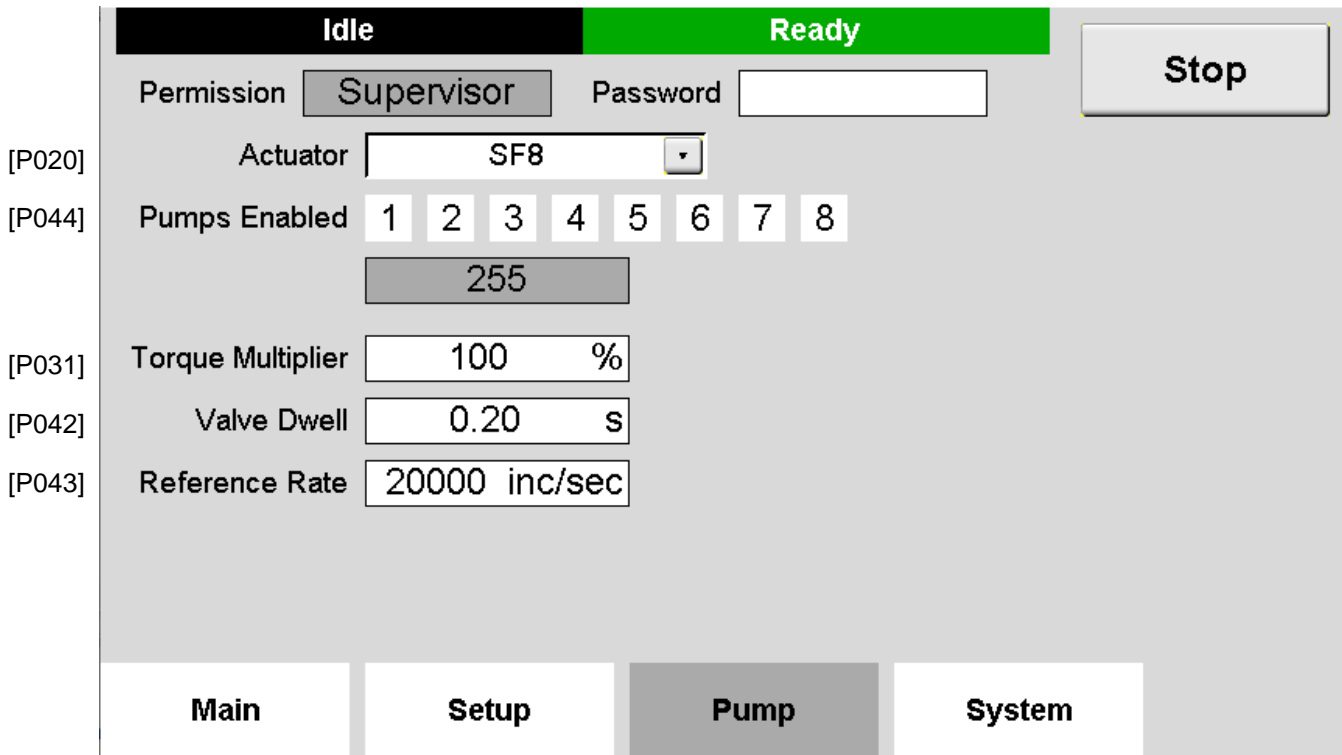 Idle Ready
Stop
Permission Supervisor Password
[P020] Actuator SF8
[P044] Pumps Enabled 1 2 3 4 5 6 7 8
255
[P031] Torque Multiplier 100 %
[P042] Valve Dwell 0.20 s
[P043] Reference Rate 20000 inc/sec
Main Setup Pump System